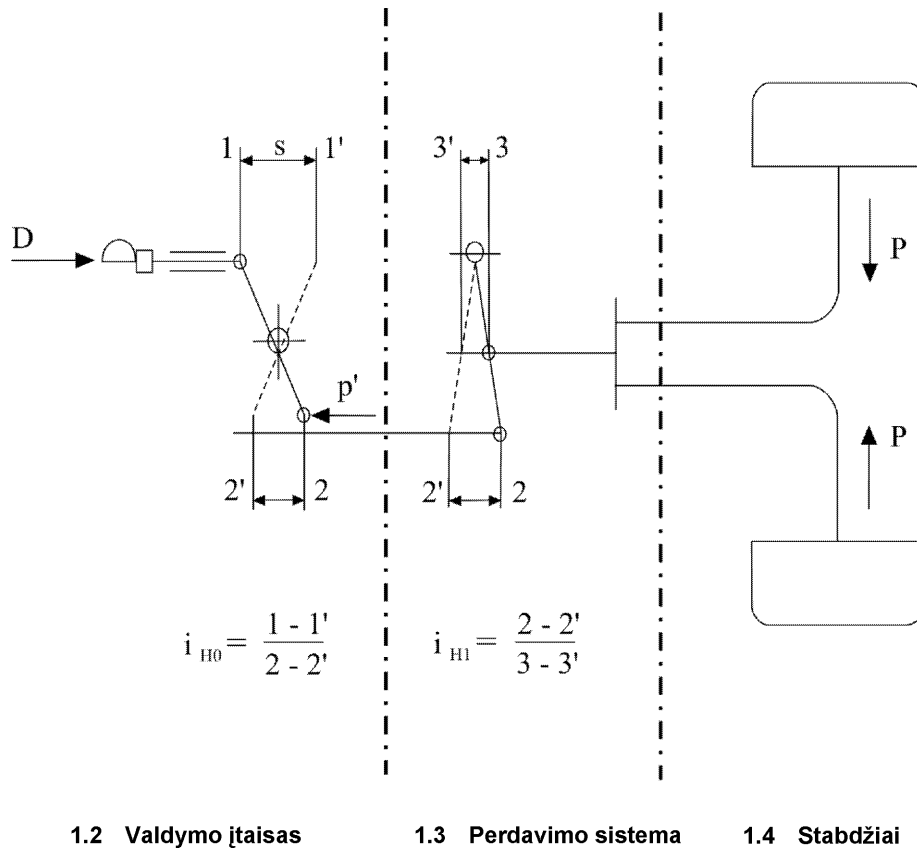 1 s 1' 3' 3
D P
p'
P
2' 2 2' 2
i H0 = 1 - 1' / 2 - 2' i H1 = 2 - 2' / 3 - 3'
1.2 Valdymo įtaisas 1.3 Perdavimo sistema 1.4 Stabdžiai